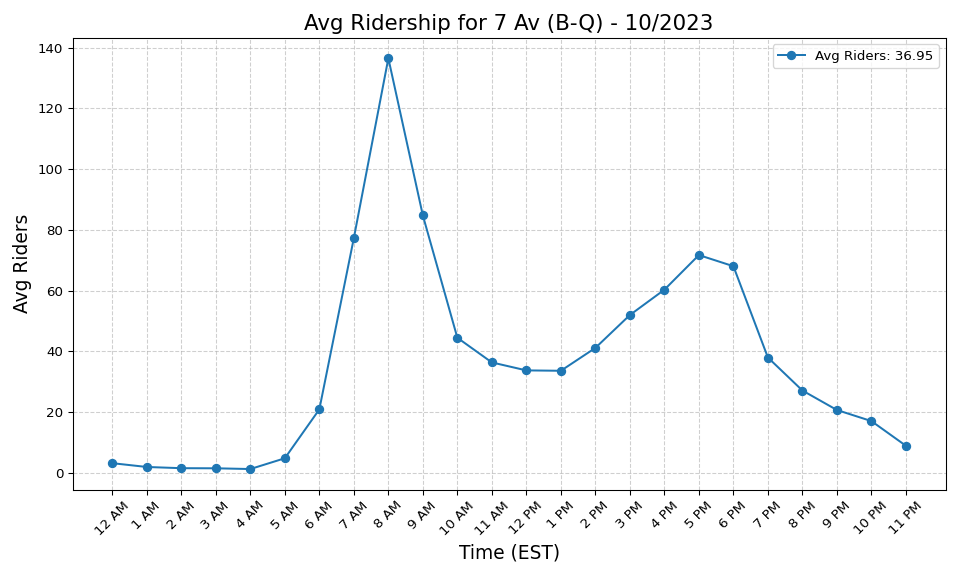 Avg Ridership for 7 Av (B-Q) - 10/2023
Avg Riders: 36.95
140
120
100
80
60
40
20
0
Avg Riders
12 AM
1 AM
2 AM
3 AM
4 AM
5 AM
6 AM
7 AM
8 AM
9 AM
10 AM
11 AM
12 PM
1 PM
2 PM
3 PM
4 PM
5 PM
6 PM
7 PM
8 PM
9 PM
10 PM
11 PM
Time (EST)